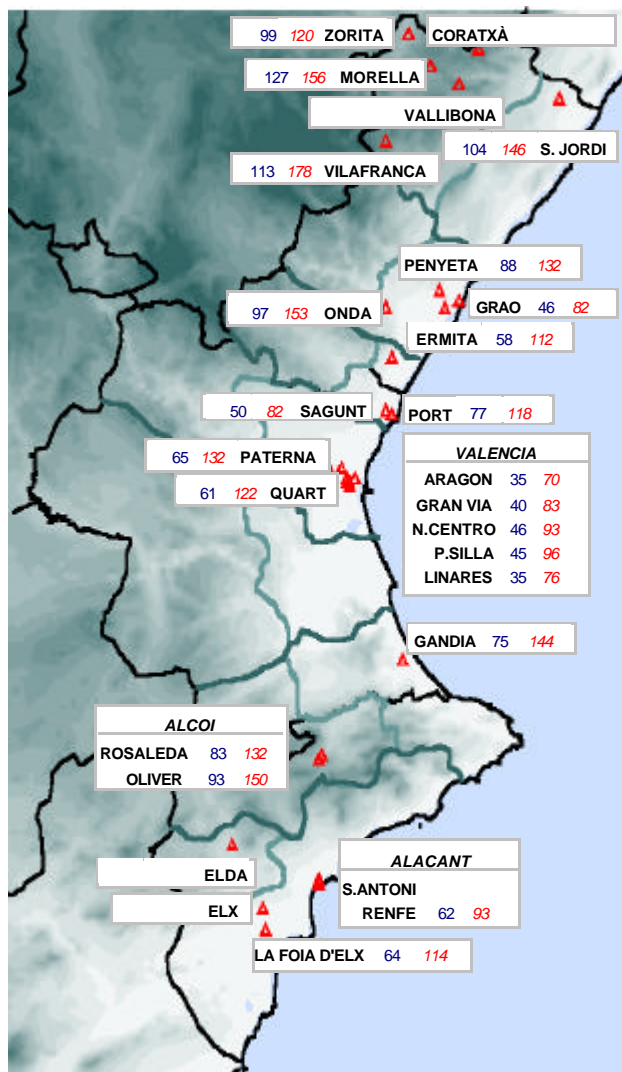 99 120 ZORITA
CORATXÀ
127 156 MORELLA
VALLIBONA
104 146 S. JORDI
113 178 VILAFRANCA
PENYETA 88 132
97 153 ONDA
GRAO 46 82
ERMITA 58 112
50 82 SAGUNT
PORT 77 118
65 132 PATERNA
61 122 QUART
VALENCIA
ARAGON 35 70
GRAN VIA 40 83
N.CENTRO 46 93
P.SILLA 45 96
LINARES 35 76
GANDIA 75 144
ALCOI
ROSALEDA 83 132
OLIVER 93 150
ELDA
ELX
ALACANT
S.ANTONI
RENFE 62 93
LA FOIA D'ELX 64 114